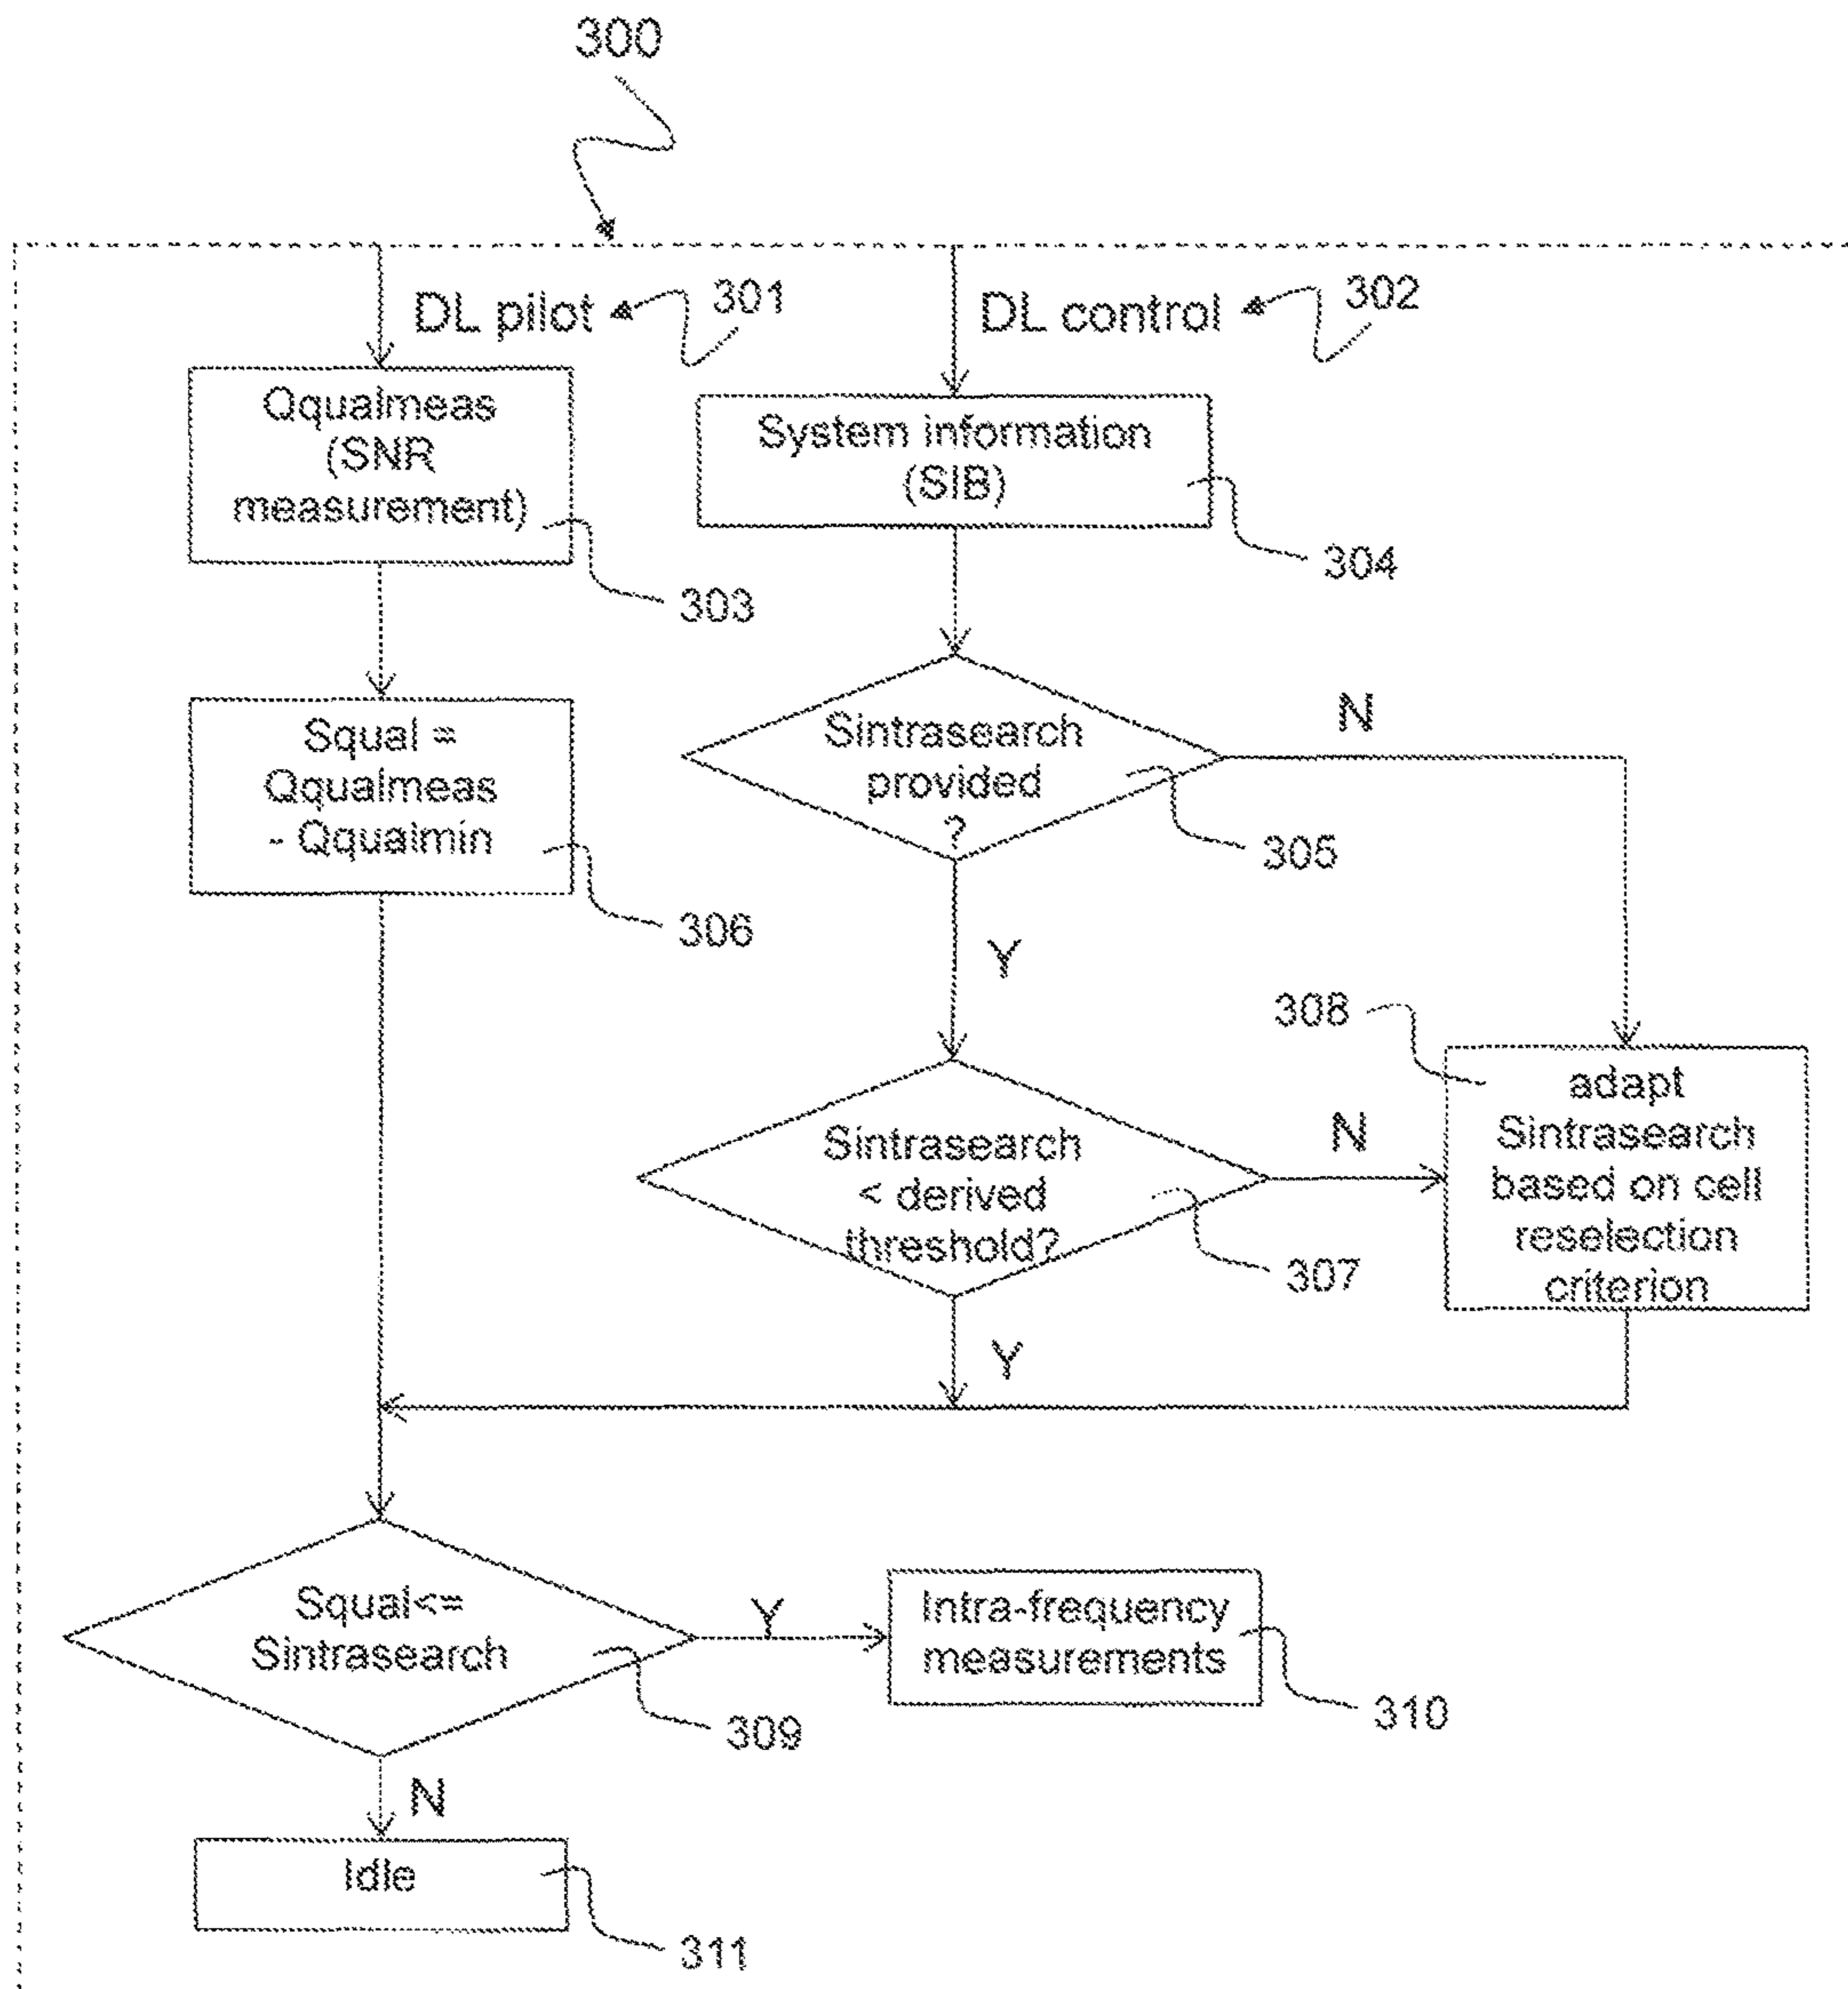 300
DL pilot
301
DL control
302
Qqualmeas
(SNR
measurement)
303
System information
(SIB)
304
Squal =
Qqualmeas
- Qqualmin
306
Sintrasearch
provided
?
305
N
Y
308
adapt
Sintrasearch
based on cell
reselection
criterion
Sintrasearch
< derived
threshold?
307
N
Y
Squal<=
Sintrasearch
309
Y
Intra-frequency
measurements
310
N
Idle
311